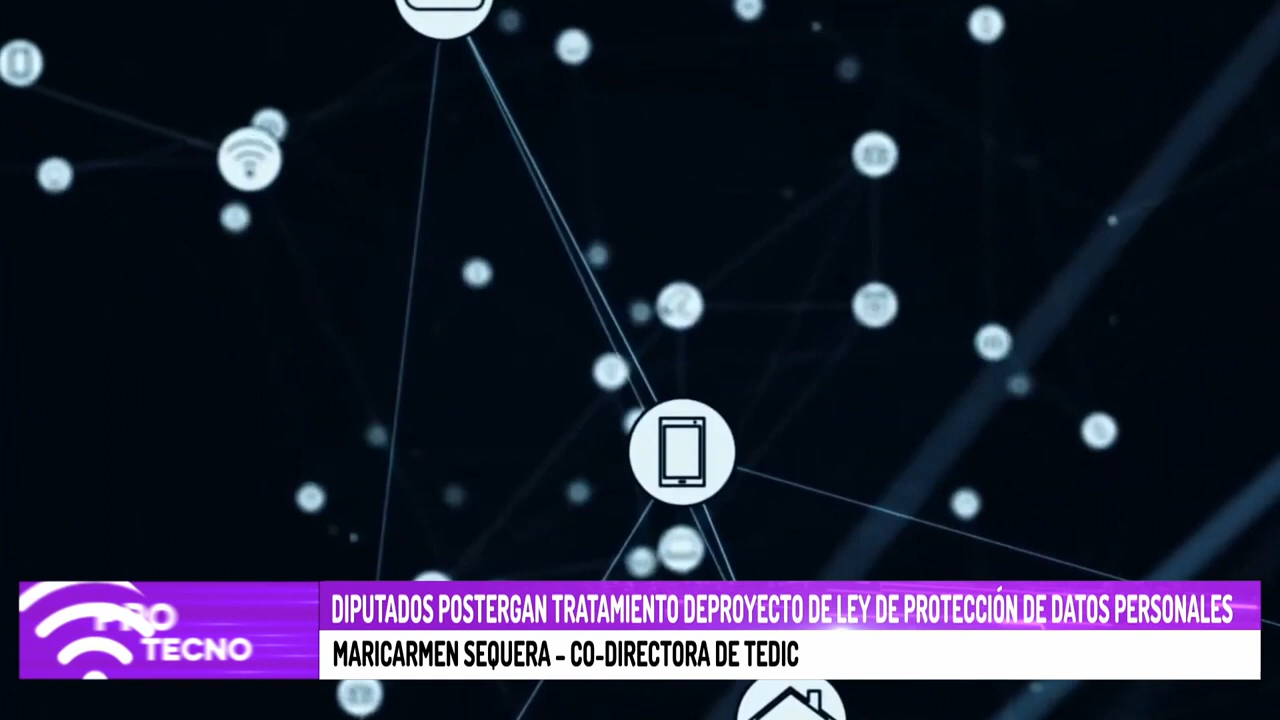 DIPUTADOS POSTERGAN TRATAMIENTO DEPROYECTO DE LEY DE PROTECCIÓN DE DATOS PERSONALES
MARICARMEN SEQUERA - CO-DIRECTORA DE TEDIC
PRO
TECNO